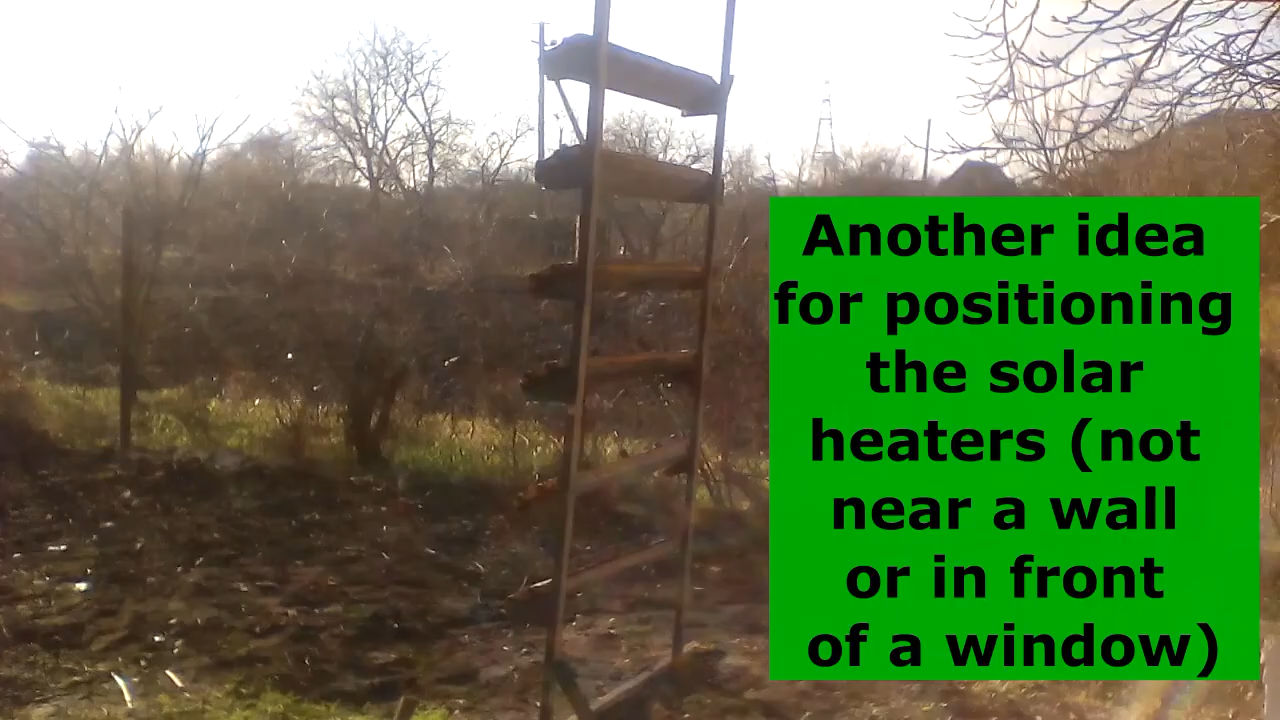 Another idea
for positioning
the solar
heaters (not
near a wall
or in front
of a window)